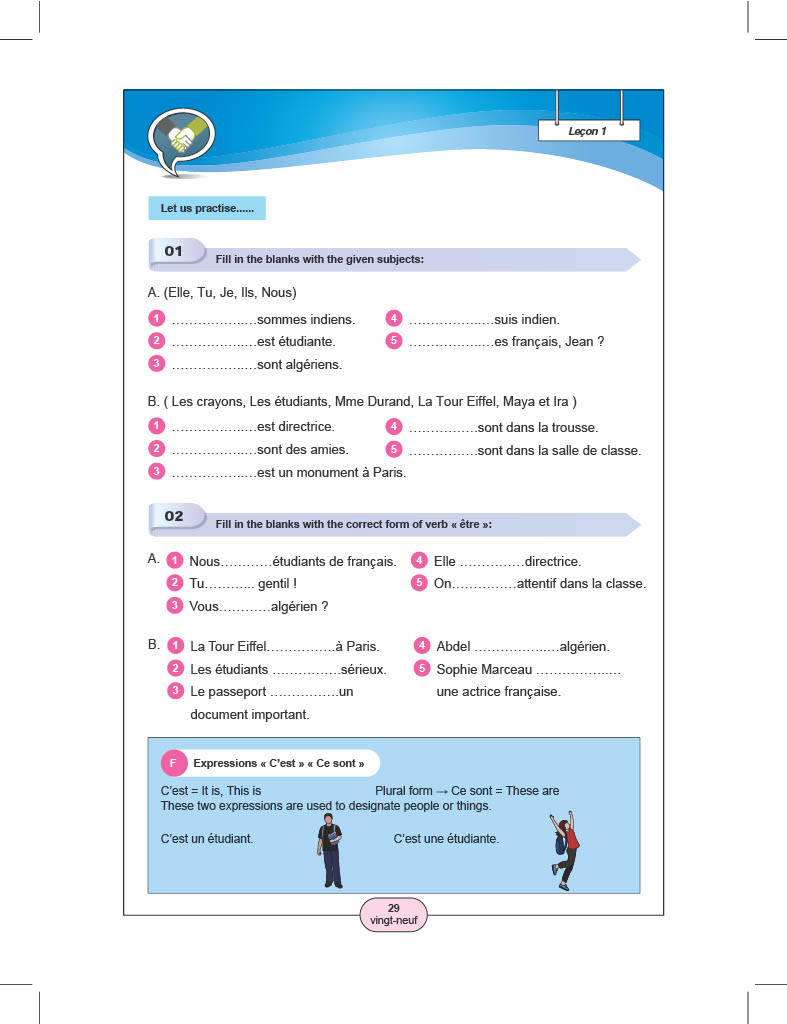 Leçon 1
Let us practise......
01
Fill in the blanks with the given subjects:
A. (Elle, Tu, Je, Ils, Nous)
1 ………………..…sommes indiens.
2 ………………..…est étudiante.
3 ………………..…sont algériens.
4 ………………..…suis indien.
5 ………………..…es français, Jean ?
B. ( Les crayons, Les étudiants, Mme Durand, La Tour Eiffel, Maya et Ira )
1 ………………..…est directrice.
2 ………………..…sont des amies.
3 ………………..…est un monument à Paris.
4 ………………sont dans la trousse.
5 ………………sont dans la salle de classe.
02
Fill in the blanks with the correct form of verb « être »:
A. 1 Nous…………étudiants de français.
2 Tu……….. gentil !
3 Vous…………algérien ?
4 Elle ……………directrice.
5 On……………attentif dans la classe.
B. 1 La Tour Eiffel…………….à Paris.
2 Les étudiants …………….sérieux.
3 Le passeport …………….un
document important.
4 Abdel ……………..…algérien.
5 Sophie Marceau ……………..…
une actrice française.
F Expressions « C’est » « Ce sont »
C’est = It is, This is Plural form → Ce sont = These are
These two expressions are used to designate people or things.
C’est un étudiant. C’est une étudiante.
29
vingt-neuf